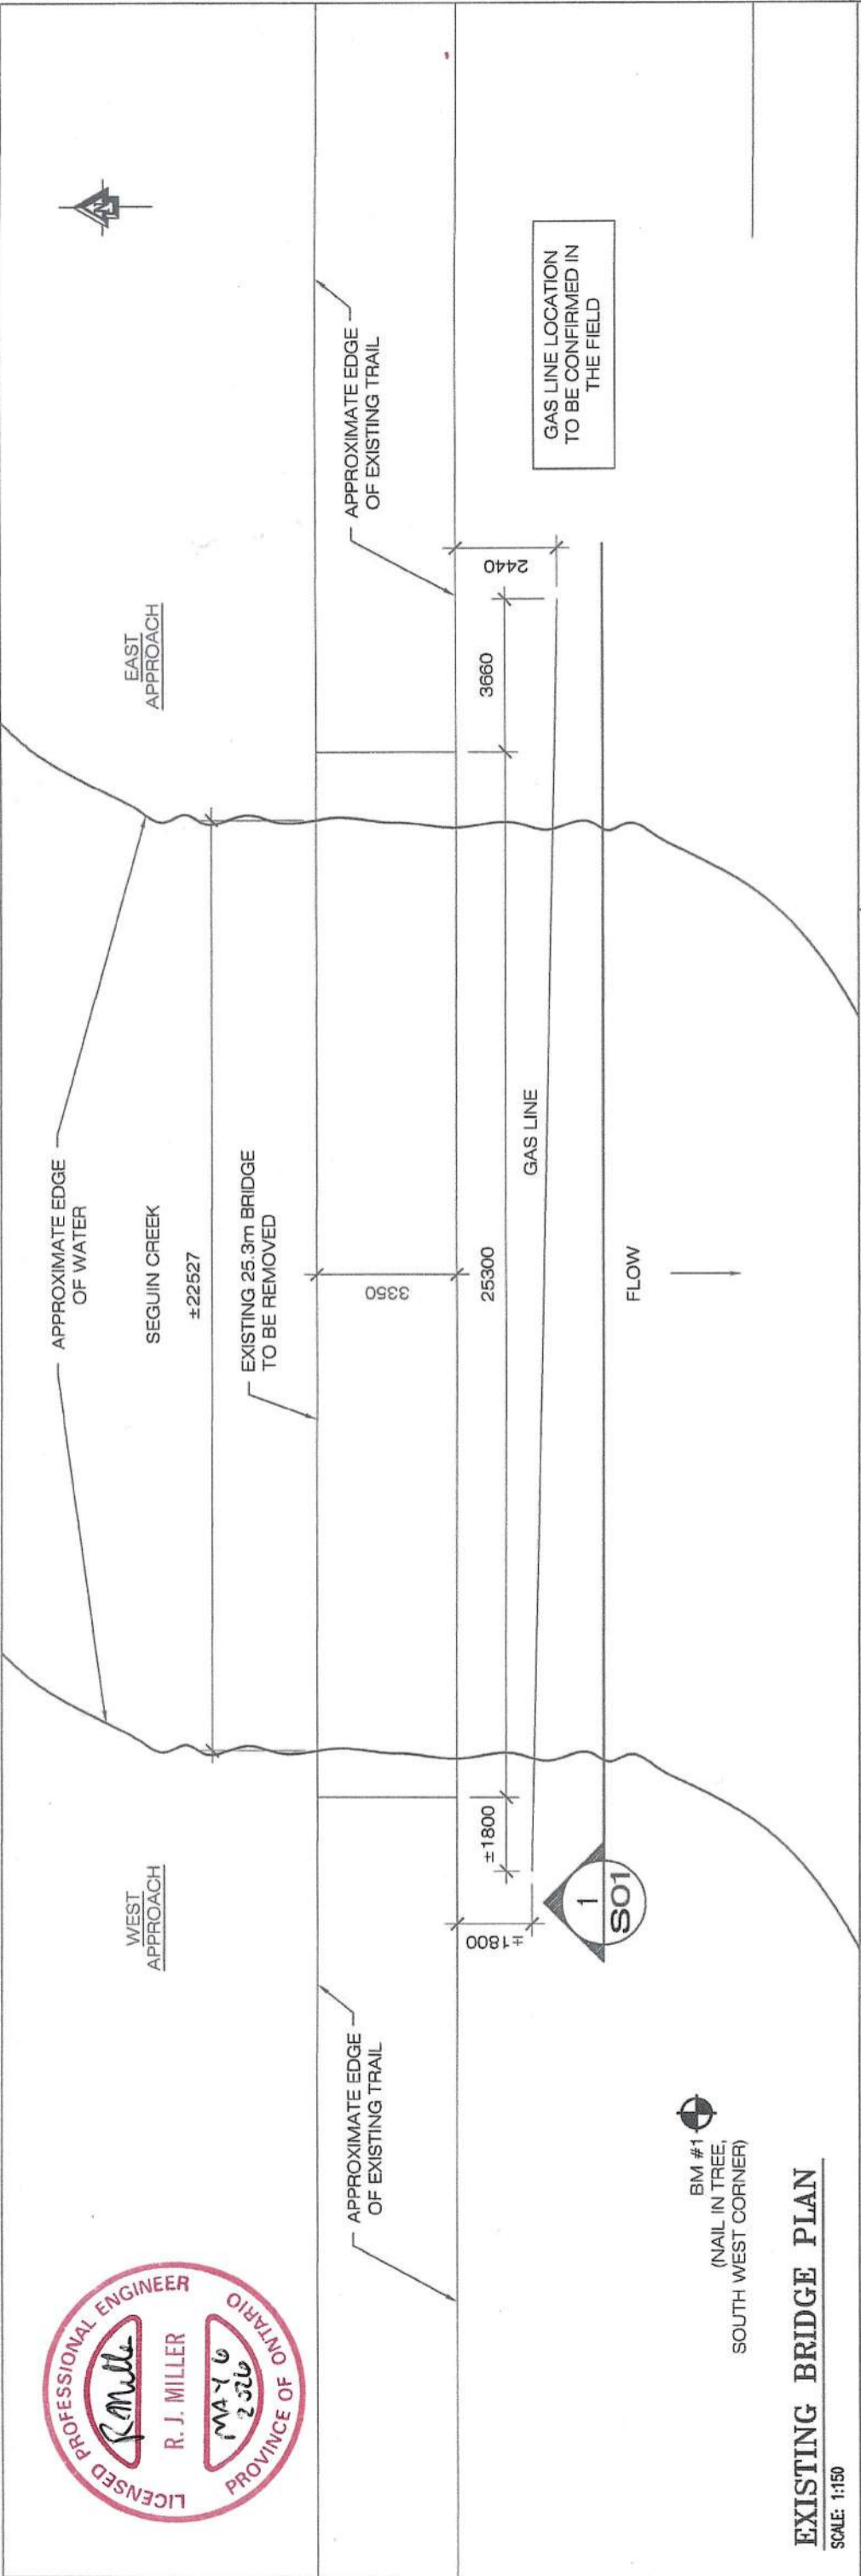 LICENSED PROFESSIONAL ENGINEER
R. J. MILLER
MAY 6
2026
PROVINCE OF ONTARIO
WEST
APPROACH
APPROXIMATE EDGE
OF WATER
SEGUIN CREEK
±22527
EXISTING 25.3m BRIDGE
TO BE REMOVED
EAST
APPROACH
N
APPROXIMATE EDGE
OF EXISTING TRAIL
3350
APPROXIMATE EDGE
OF EXISTING TRAIL
±1800
±1800
25300
3660
2440
GAS LINE
GAS LINE LOCATION
TO BE CONFIRMED IN
THE FIELD
1
S01
FLOW
BM #1
(NAIL IN TREE,
SOUTH WEST CORNER)
EXISTING BRIDGE PLAN
SCALE: 1:150